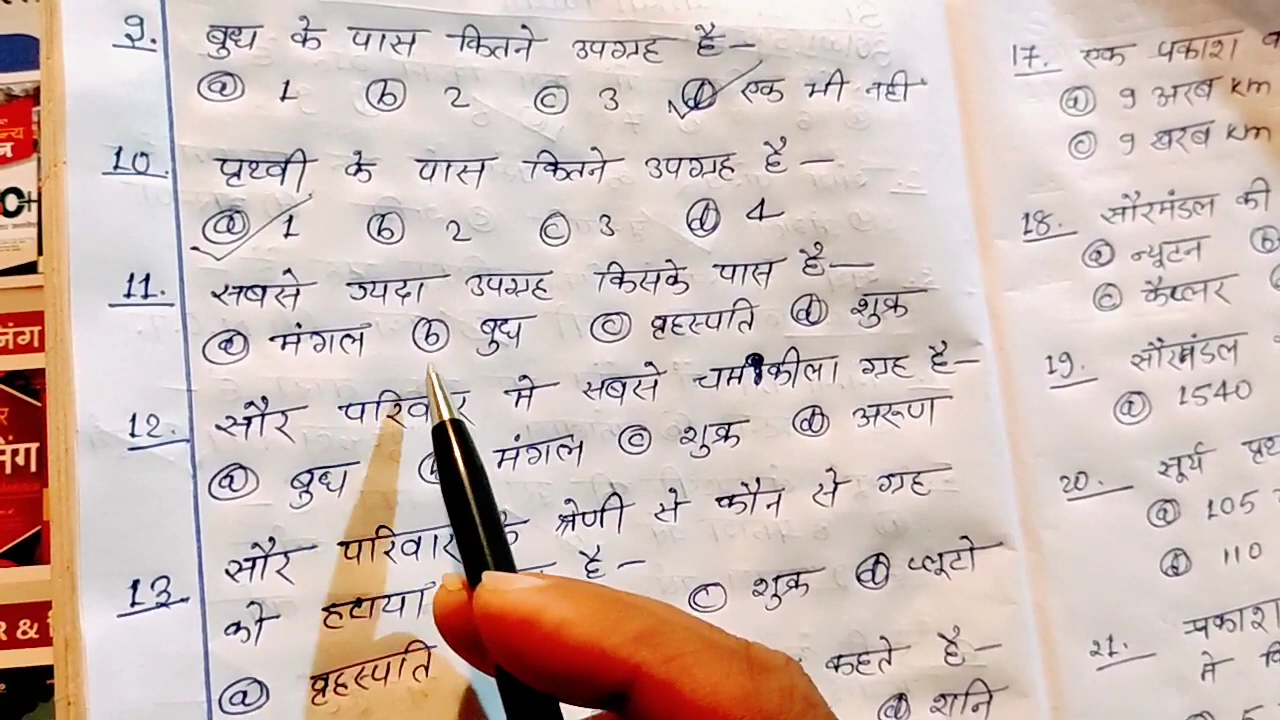 9. बुध के पास कितने उपग्रह है–
ⓐ 1 ⓑ 2 ⓒ 3 ⓓ एक भी नही
10. पृथ्वी के पास कितने उपग्रह है–
ⓐ 1 ⓑ 2 ⓒ 3 ⓓ 4
11. सबसे ज्यदा उपग्रह किसके पास है–
ⓐ मंगल ⓑ बुध ⓒ ब्रहस्पति ⓓ शुक्र
12. सौर परिवार मे सबसे चमकीला ग्रह है–
ⓐ बुध मंगल ⓒ शुक्र ⓓ अरूण
13. सौर परिवार श्रेणी से कौन से ग्रह
को हटाया है–
ⓒ शुक्र ⓓ प्लूटो
ⓐ ब्रहस्पति
कहते है–
ⓓ शनि
17. एक प्रकाश
ⓐ 9 अरब km
ⓒ 9 खरब km
18. सौरमंडल की
ⓐ न्यूटन ⓑ
ⓒ कैप्लर
19. सौरमंडल
ⓐ 1540
20. सूर्य
ⓐ 105
ⓓ 110
21. प्रकाश
मे